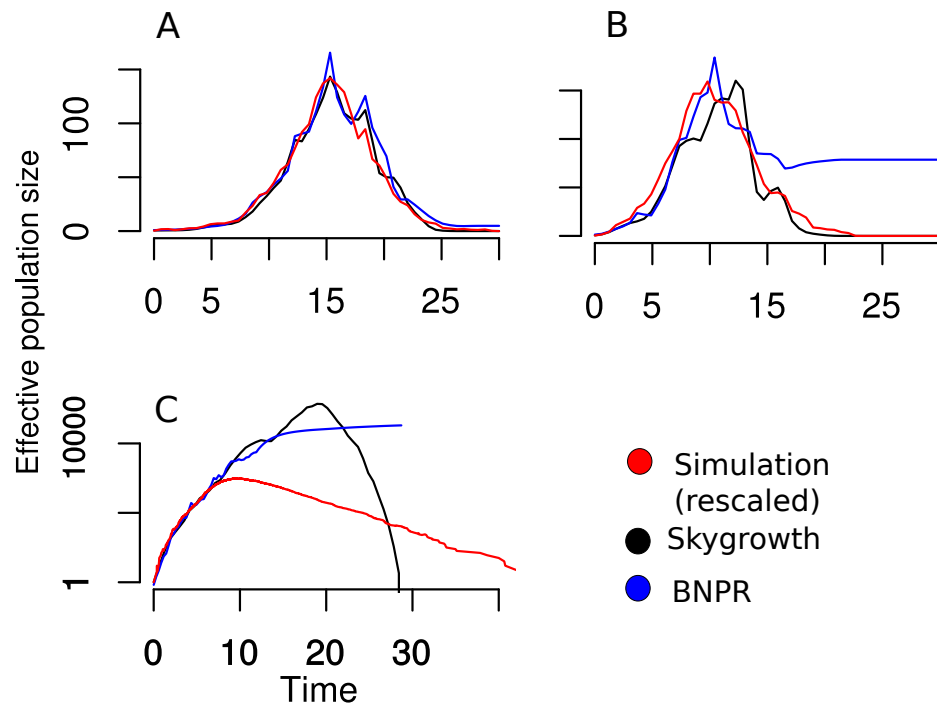 A
B
Effective population size
0
100
0 5 15 25
0 5 15 25
C
1
10000
0 10 20 30
Time
Simulation
(rescaled)
Skygrowth
BNPR